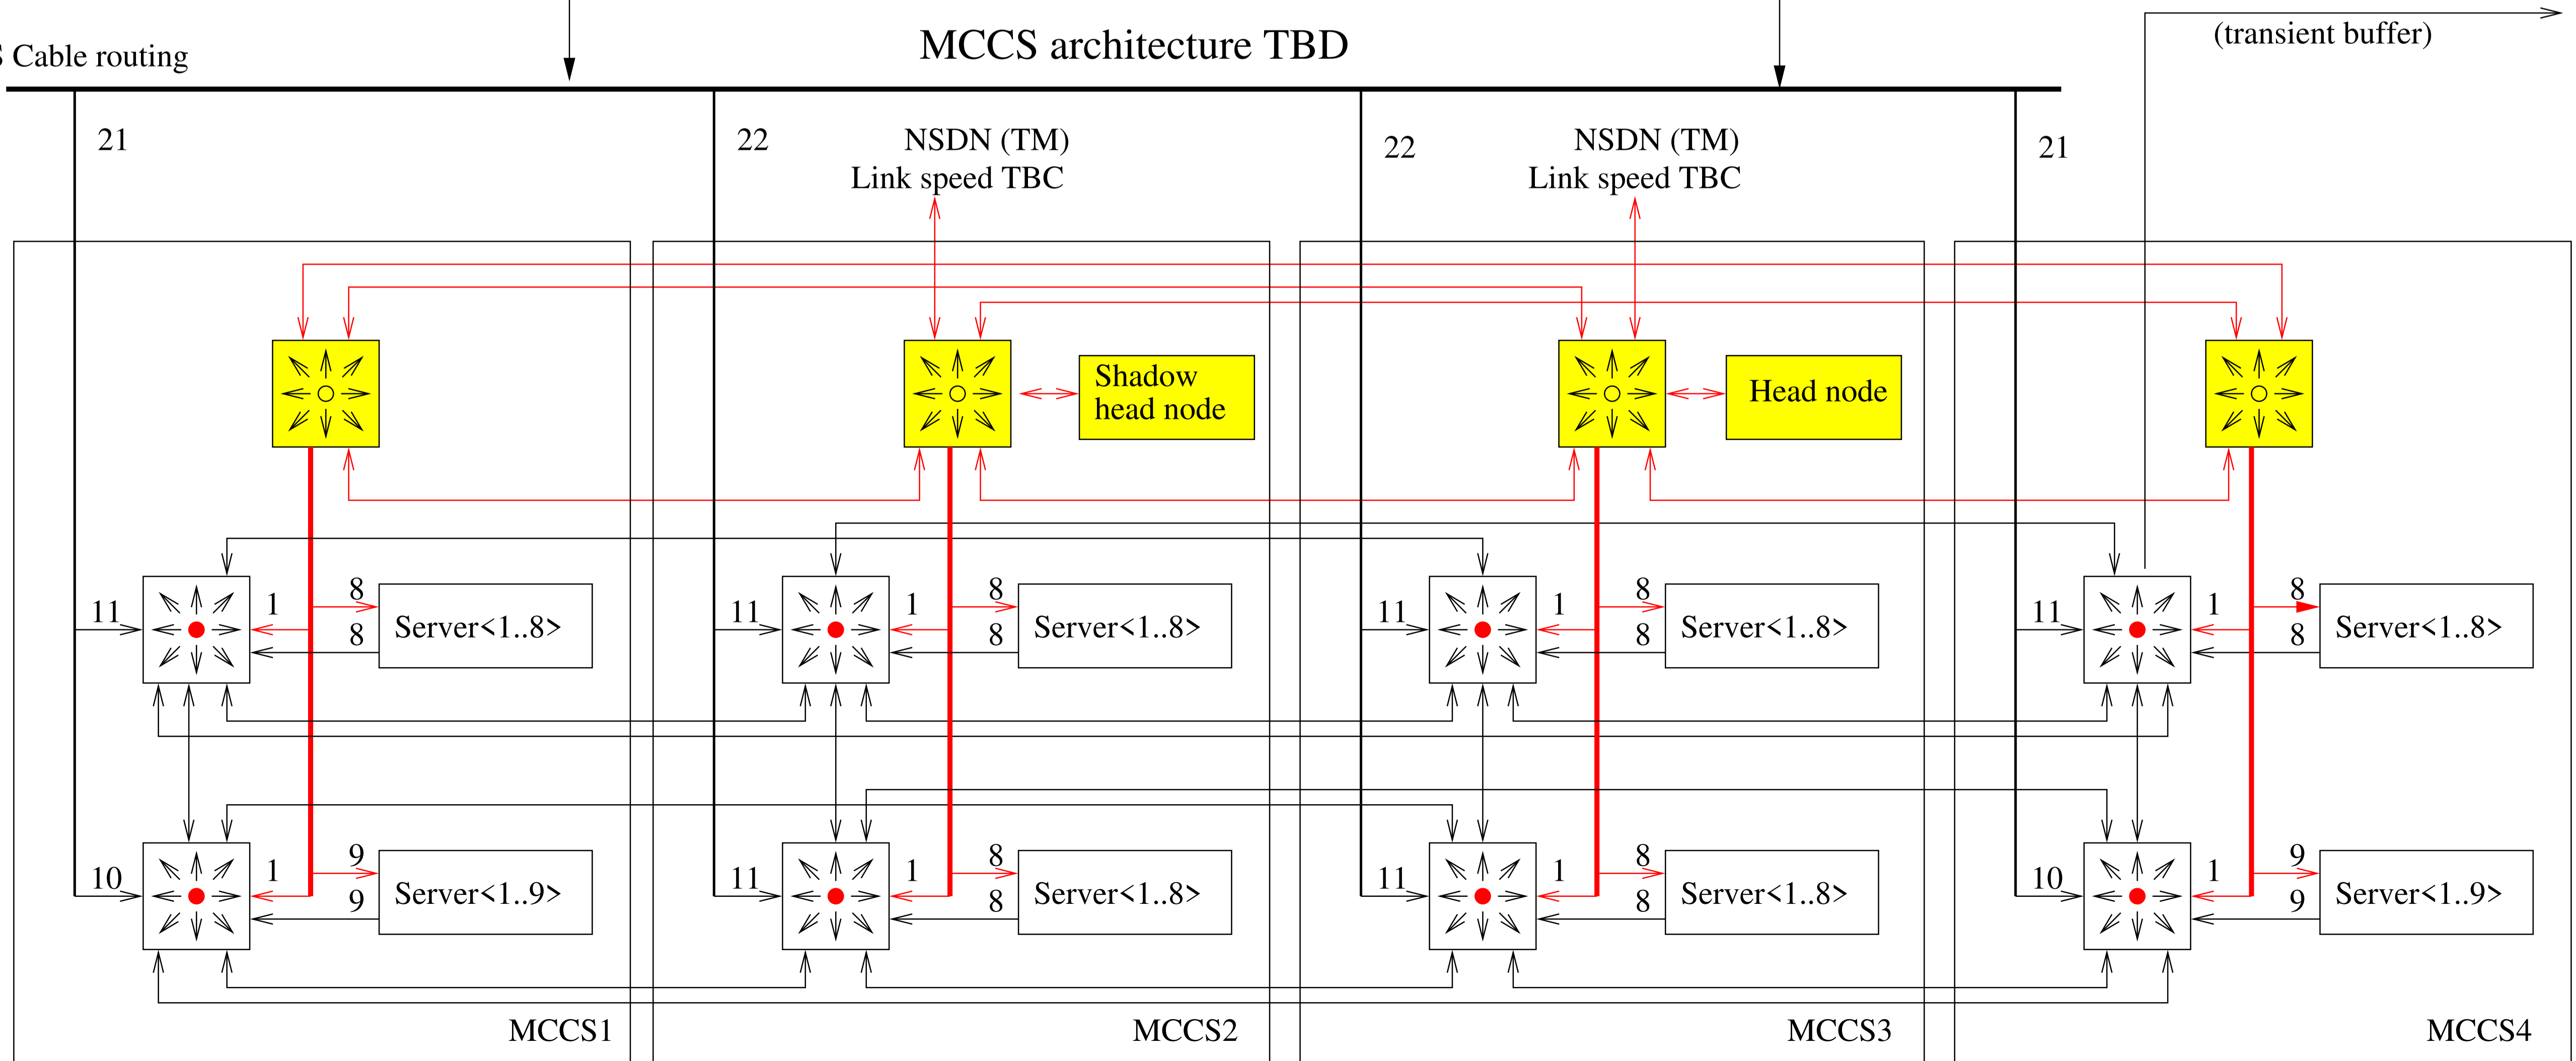 MCCS architecture TBD
(transient buffer)
S Cable routing
21
22
NSDN (TM)
Link speed TBC
22
NSDN (TM)
Link speed TBC
21
Shadow
head node
Head node
11
1
8
8
Server<1..8>
11
1
8
8
Server<1..8>
11
1
8
8
Server<1..8>
11
1
8
8
Server<1..8>
10
1
9
9
Server<1..9>
11
1
8
8
Server<1..8>
11
1
8
8
Server<1..8>
10
1
9
9
Server<1..9>
MCCS1
MCCS2
MCCS3
MCCS4